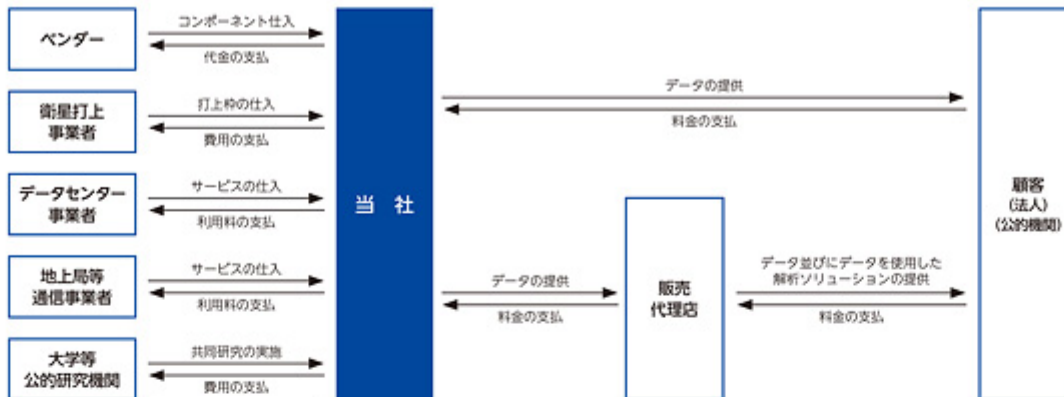 ベンダー
コンポーネント仕入
代金の支払
衛星打上
事業者
打上枠の仕入
費用の支払
データセンター
事業者
サービスの仕入
利用料の支払
地上局等
通信事業者
サービスの仕入
利用料の支払
大学等
公的研究機関
共同研究の実施
費用の支払
当 社
データの提供
料金の支払
データの提供
料金の支払
販売
代理店
データ並びにデータを使用した
解析ソリューションの提供
料金の支払
顧客
(法人)
(公的機関)